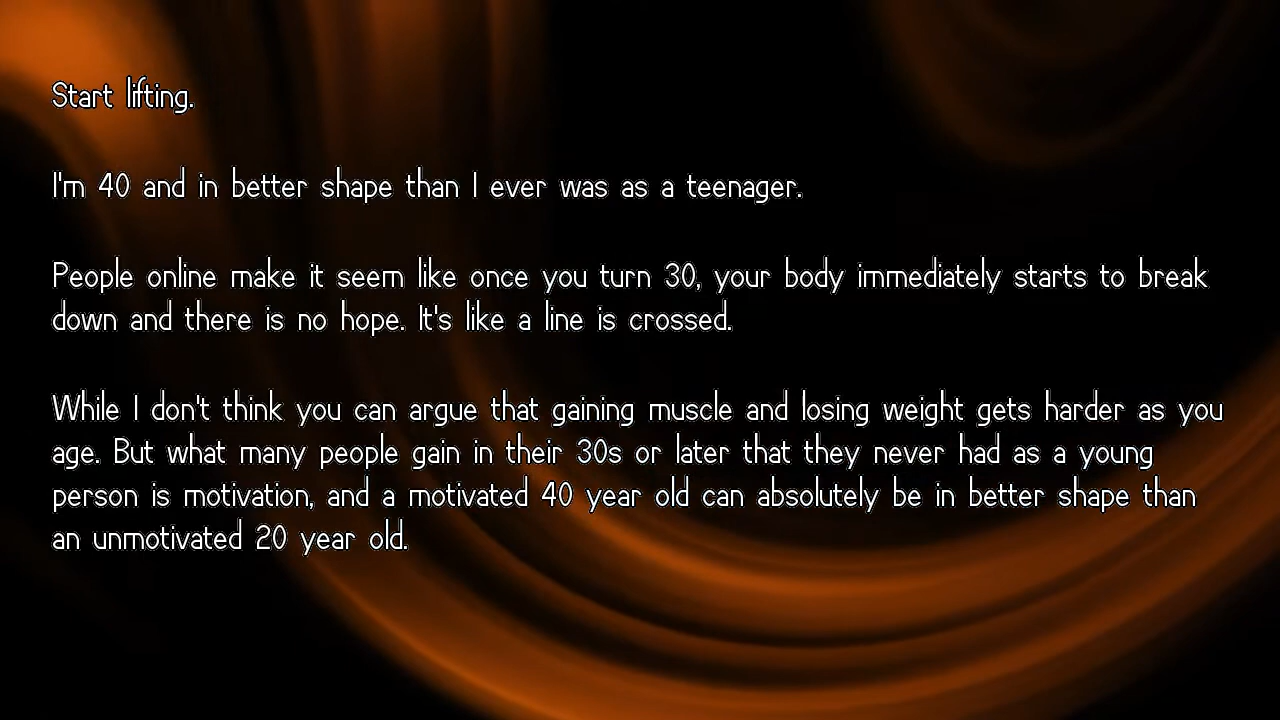 Start lifting.
I'm 40 and in better shape than I ever was as a teenager.
People online make it seem like once you turn 30, your body immediately starts to break
down and there is no hope. It's like a line is crossed.
While I don't think you can argue that gaining muscle and losing weight gets harder as you
age. But what many people gain in their 30s or later that they never had as a young
person is motivation, and a motivated 40 year old can absolutely be in better shape than
an unmotivated 20 year old.